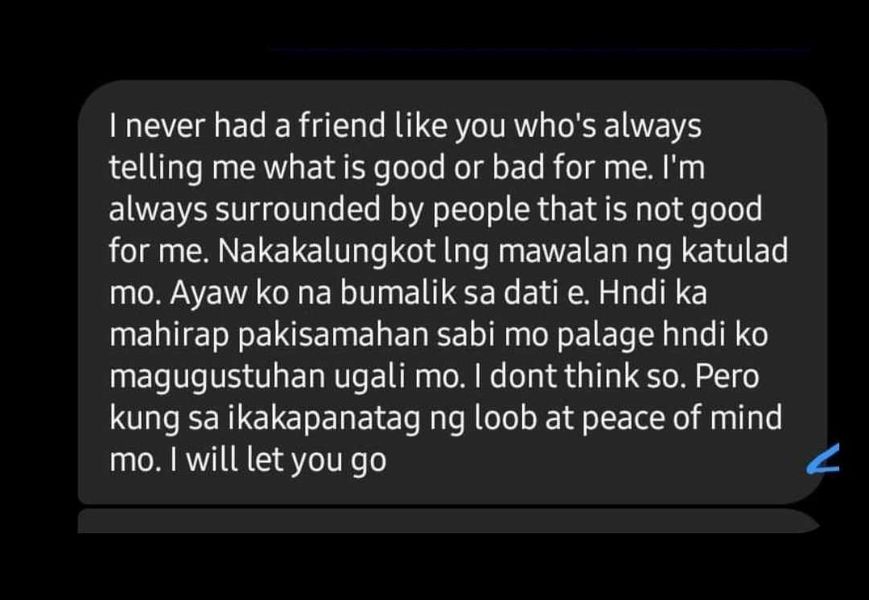 I never had a friend like you who's always
telling me what is good or bad for me. I'm
always surrounded by people that is not good
for me. Nakakalungkot lng mawalan ng katulad
mo. Ayaw ko na bumalik sa dati e. Hndi ka
mahirap pakisamahan sabi mo palage hndi ko
magugustuhan ugali mo. I dont think so. Pero
kung sa ikakapanatag ng loob at peace of mind
mo. I will let you go